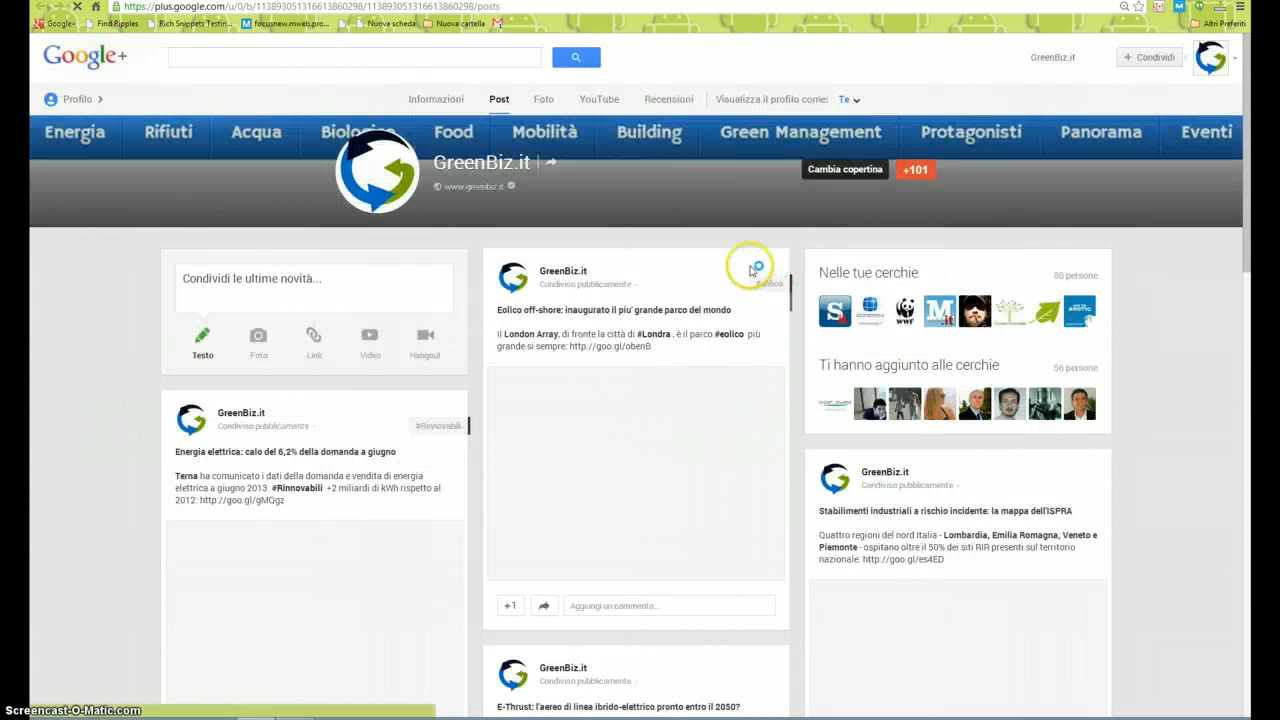 https://plus.google.com/u/0/b/113893051316613860298/113893051316613860298/posts
Google+ Find Ripples Rich Snippets Testin... focusnew.mweb.pro... Nuova scheda Nuova cartella Altri Preferiti
Google+
GreenBiz.it
+ Condividi
Profilo
Informazioni Post Foto YouTube Recensioni Visualizza il profilo come: Te
Energia Rifiuti Acqua Food Mobilità Building Green Management Protagonisti Panorama Eventi
GreenBiz.it
www.greenbiz.it
Cambia copertina +101
Condividi le ultime novità...
Testo Foto Link Video Hangout
GreenBiz.it
Condiviso pubblicamente -
#Rinnovabili
Energia elettrica: calo del 6,2% della domanda a giugno
Terna ha comunicato i dati della domanda e vendita di energia
elettrica a giugno 2013. #Rinnovabili +2 miliardi di kWh rispetto al
2012: http://goo.gl/gMQgz
GreenBiz.it
Condiviso pubblicamente -
#eolico
Eolico off-shore: inaugurato il piu' grande parco del mondo
Il London Array, di fronte la città di #Londra , è il parco #eolico più
grande si sempre: http://goo.gl/obenB
+1 Aggiungi un commento...
GreenBiz.it
Condiviso pubblicamente -
E-Thrust: l'aereo di linea ibrido-elettrico pronto entro il 2050?
Nelle tue cerchie 80 persone
Ti hanno aggiunto alle cerchie 56 persone
GreenBiz.it
Condiviso pubblicamente -
Stabilimenti industriali a rischio incidente: la mappa dell'ISPRA
Quattro regioni del nord Italia - Lombardia, Emilia Romagna, Veneto e
Piemonte - ospitano oltre il 50% dei siti RIR presenti sul territorio
nazionale: http://goo.gl/es4ED
Screencast-O-Matic.com